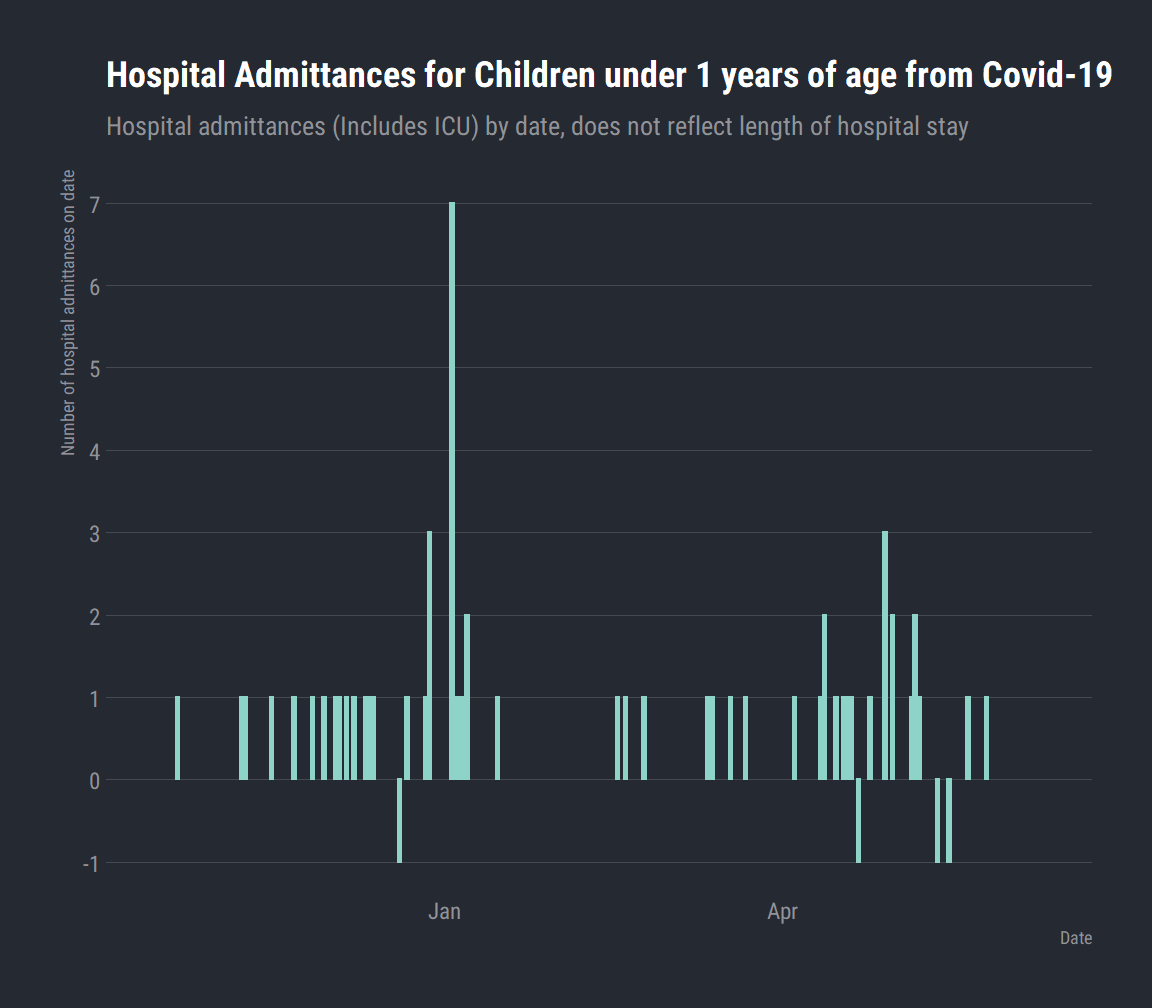 Hospital Admittances for Children under 1 years of age from Covid-19
Hospital admittances (Includes ICU) by date, does not reflect length of hospital stay
Number of hospital admittances on date
7
6
5
4
3
2
1
0
-1
Jan
Apr
Date